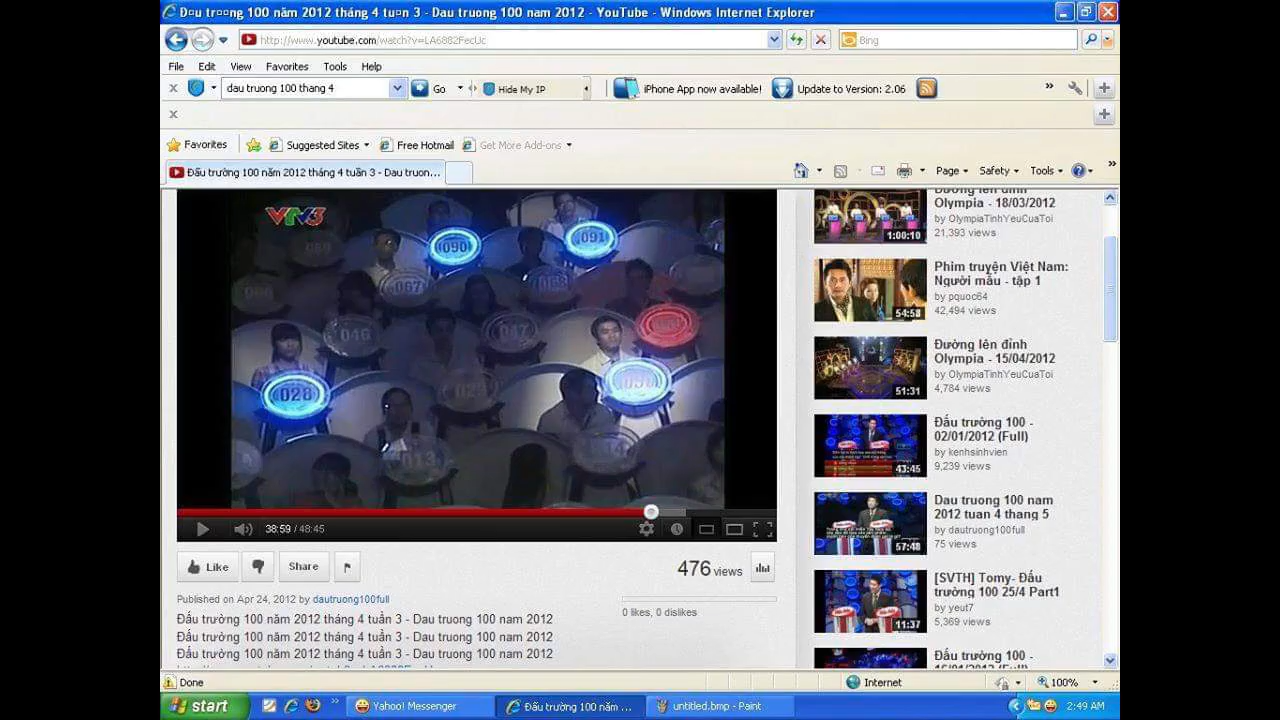 Đ¤u tr¤¤ng 100 năm 2012 tháng 4 tu¤n 3 - Dau truong 100 nam 2012 - YouTube - Windows Internet Explorer
http://www.youtube.com/watch?v=LA6882FecUc
Bing
File Edit View Favorites Tools Help
x dau truong 100 thang 4 Go Hide My IP iPhone App now available! Update to Version: 2.06 »
x
Favorites Suggested Sites Free Hotmail Get More Add-ons
Đấu trường 100 năm 2012 tháng 4 tuần 3 - Dau truon... Page Safety Tools »
VTV3
090
091
089
067
068
046
047
028
Đường lên đỉnh
Olympia - 18/03/2012
by OlympiaTinhYeuCuaToi
21,393 views
1:00:10
Phim truyện Việt Nam:
Người mẫu - tập 1
by pquoc64
42,494 views
54:58
Đường lên đỉnh
Olympia - 15/04/2012
by OlympiaTinhYeuCuaToi
4,784 views
51:31
Đấu trường 100 -
02/01/2012 (Full)
by kenhsinhvien
9,239 views
43:45
Dau truong 100 nam
2012 tuan 4 thang 5
by dautruong100full
75 views
57:48
[SVTH] Tomy- Đấu
trường 100 25/4 Part1
by yeut7
5,369 views
11:37
Đấu trường 100 -
16/01/2012 (Full)
38:59 / 48:45
Like Share 476 views
Published on Apr 24, 2012 by dautruong100full
0 likes, 0 dislikes
Đấu trường 100 năm 2012 tháng 4 tuần 3 - Dau truong 100 nam 2012
Đấu trường 100 năm 2012 tháng 4 tuần 3 - Dau truong 100 nam 2012
Đấu trường 100 năm 2012 tháng 4 tuần 3 - Dau truong 100 nam 2012
Done Internet 100%
start » Yahoo! Messenger Đấu trường 100 năm ... untitled.bmp - Paint 2:49 AM